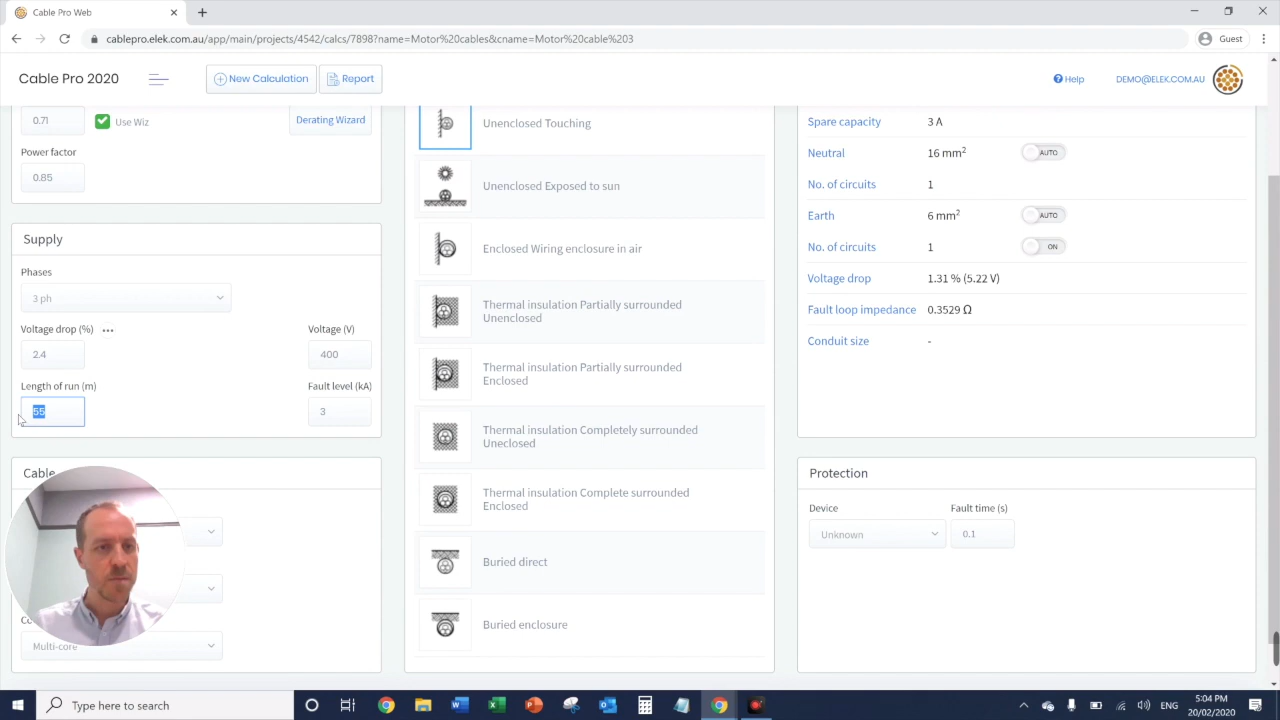 Cable Pro Web
cablepro.elek.com.au/app/main/projects/4542/calcs/7898?name=Motor%20cables&cname=Motor%20cable%203
Guest
Cable Pro 2020
New Calculation
Report
Help
DEMO@ELEK.COM.AU
0.71
Use Wiz
Derating Wizard
Power factor
0.85
Supply
Phases
3 ph
Voltage drop (%)
Voltage (V)
2.4
400
Length of run (m)
Fault level (kA)
55
3
Cable
Multi-core
Unenclosed Touching
Unenclosed Exposed to sun
Enclosed Wiring enclosure in air
Thermal insulation Partially surrounded
Unenclosed
Thermal insulation Partially surrounded
Enclosed
Thermal insulation Completely surrounded
Uneclosed
Thermal insulation Complete surrounded
Enclosed
Buried direct
Buried enclosure
Spare capacity 3 A
Neutral 16 mm² AUTO
No. of circuits 1
Earth 6 mm² AUTO
No. of circuits 1 ON
Voltage drop 1.31 % (5.22 V)
Fault loop impedance 0.3529 Ω
Conduit size -
Protection
Device
Fault time (s)
Unknown
0.1
Type here to search
ENG
5:04 PM
20/02/2020